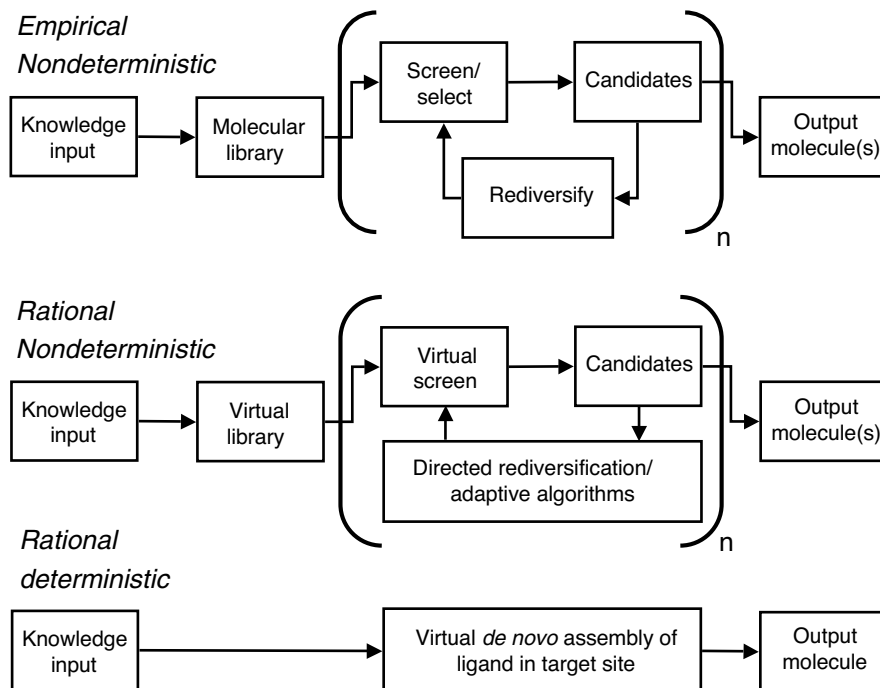 Empirical
Nondeterministic
Knowledge
input
Molecular
library
Screen/
select
Candidates
Rediversify
n
Output
molecule(s)
Rational
Nondeterministic
Knowledge
input
Virtual
library
Virtual
screen
Candidates
Directed rediversification/
adaptive algorithms
n
Output
molecule(s)
Rational
deterministic
Knowledge
input
Virtual de novo assembly of
ligand in target site
Output
molecule